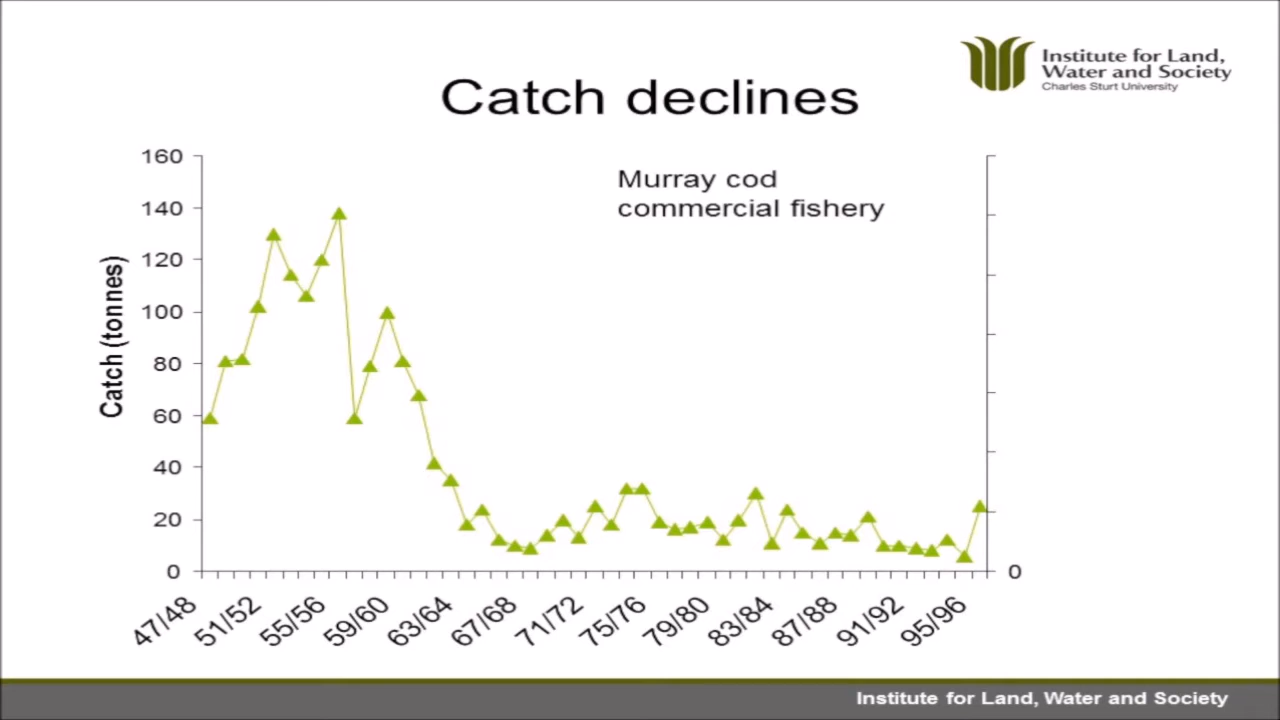 Institute for Land,
Water and Society
Charles Sturt University
Catch declines
Murray cod
commercial fishery
Catch (tonnes)
160
140
120
100
80
60
40
20
0
0
47/48
51/52
55/56
59/60
63/64
67/68
71/72
75/76
79/80
83/84
87/88
91/92
95/96
Institute for Land, Water and Society